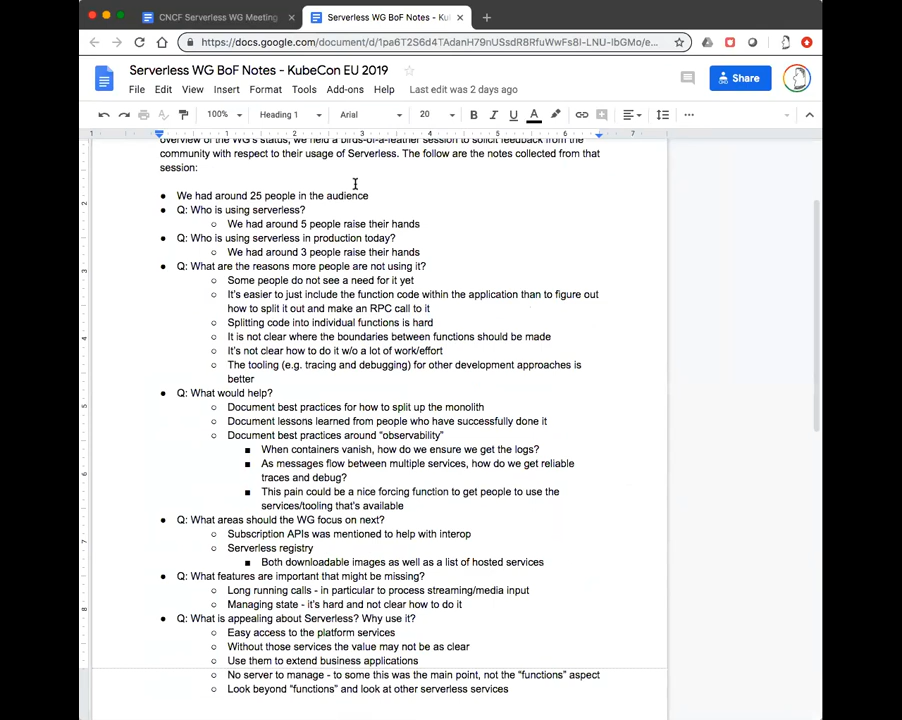 CNCF Serverless WG Meeting
Serverless WG BoF Notes - Ku
https://docs.google.com/document/d/1pa6T2S6d4TAdanH79nUSsdR8RfuWwFs8I-LNU-IbGMo/e...
Serverless WG BoF Notes - KubeCon EU 2019
File Edit View Insert Format Tools Add-ons Help Last edit was 2 days ago
Share
100% Heading 1 Arial 20 B I U A
1 1 2 3 4 5 6 7
overview of the WG's status, we held a birds-of-a-feather session to solicit feedback from the
community with respect to their usage of Serverless. The follow are the notes collected from that
session:
● We had around 25 people in the audience
● Q: Who is using serverless?
○ We had around 5 people raise their hands
● Q: Who is using serverless in production today?
○ We had around 3 people raise their hands
● Q: What are the reasons more people are not using it?
○ Some people do not see a need for it yet
○ It's easier to just include the function code within the application than to figure out
how to split it out and make an RPC call to it
○ Splitting code into individual functions is hard
○ It is not clear where the boundaries between functions should be made
○ It's not clear how to do it w/o a lot of work/effort
○ The tooling (e.g. tracing and debugging) for other development approaches is
better
● Q: What would help?
○ Document best practices for how to split up the monolith
○ Document lessons learned from people who have successfully done it
○ Document best practices around “observability”
■ When containers vanish, how do we ensure we get the logs?
■ As messages flow between multiple services, how do we get reliable
traces and debug?
■ This pain could be a nice forcing function to get people to use the
services/tooling that's available
● Q: What areas should the WG focus on next?
○ Subscription APIs was mentioned to help with interop
○ Serverless registry
■ Both downloadable images as well as a list of hosted services
● Q: What features are important that might be missing?
○ Long running calls - in particular to process streaming/media input
○ Managing state - it's hard and not clear how to do it
● Q: What is appealing about Serverless? Why use it?
○ Easy access to the platform services
○ Without those services the value may not be as clear
○ Use them to extend business applications
○ No server to manage - to some this was the main point, not the “functions” aspect
○ Look beyond “functions” and look at other serverless services